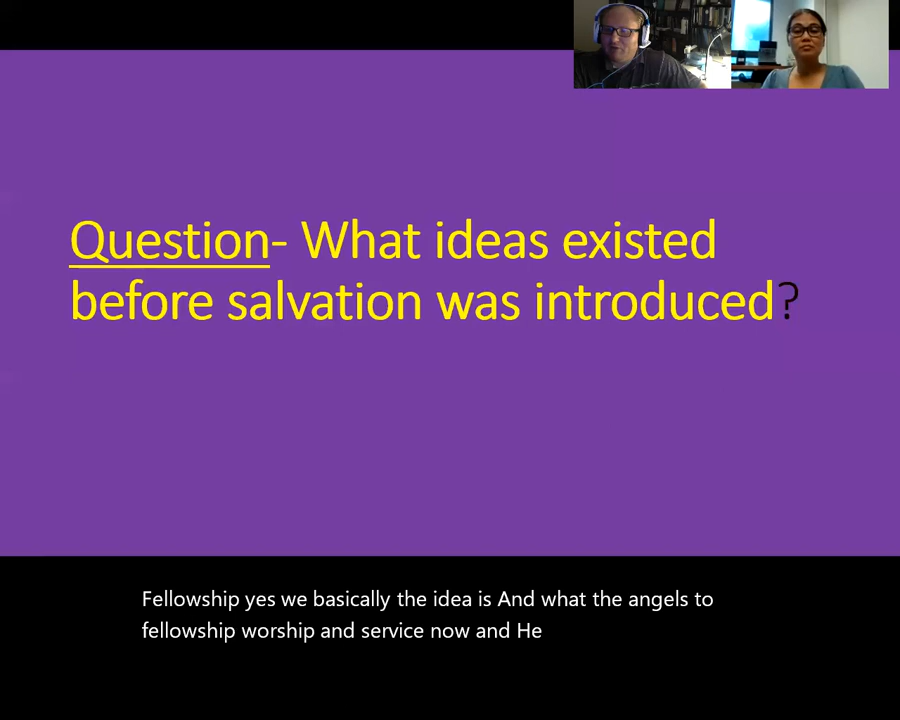 Question- What ideas existed
before salvation was introduced?
Fellowship yes we basically the idea is And what the angels to
fellowship worship and service now and He